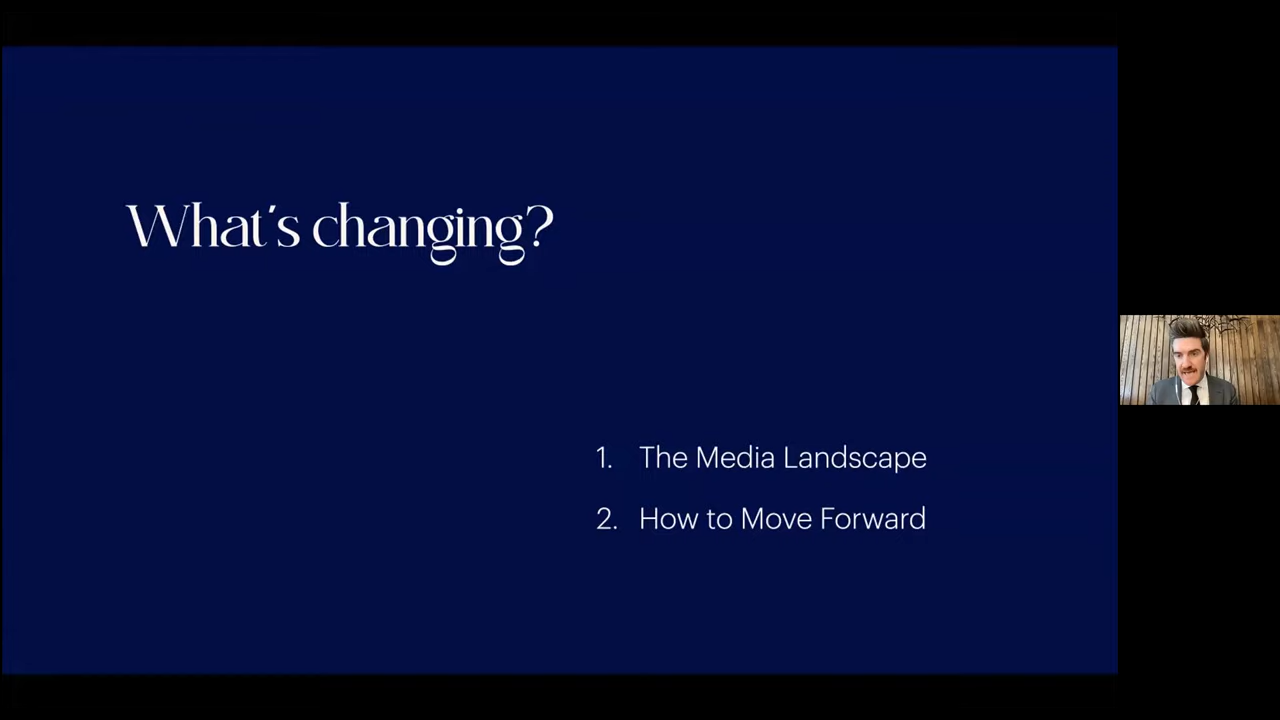 What's changing?
1. The Media Landscape
2. How to Move Forward